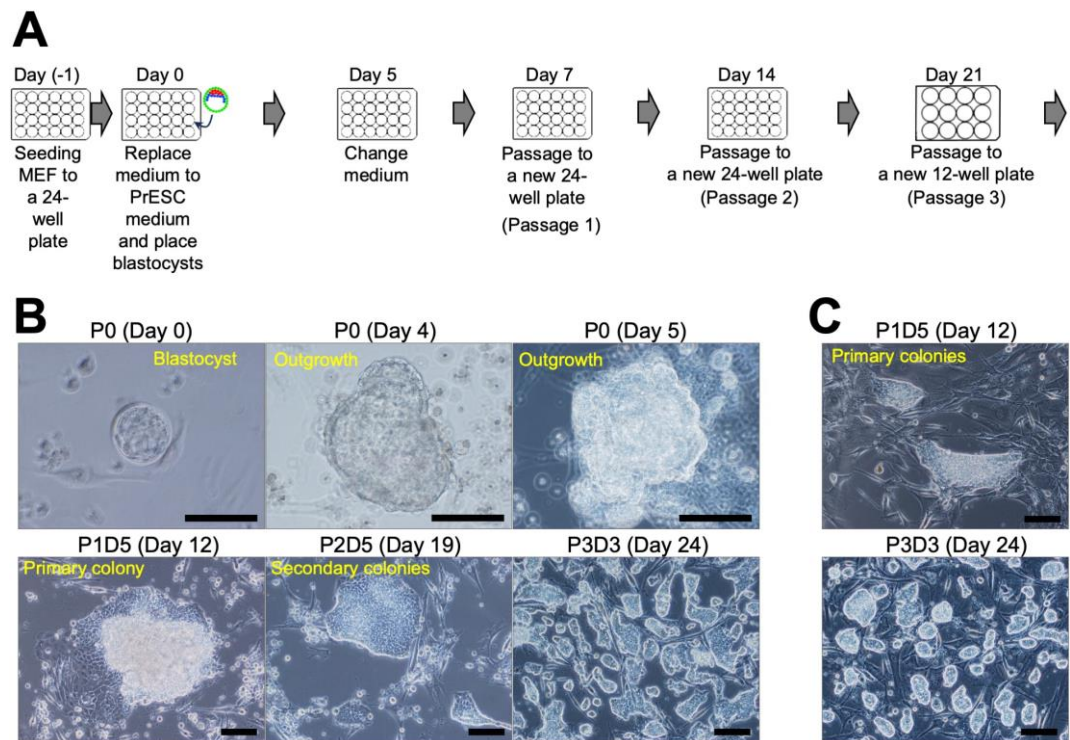 A
Day (-1)
Day 0
Day 5
Day 7
Day 14
Day 21
Seeding
MEF to
a 24-
well
plate
Replace
medium to
PrESC
medium
and place
blastocysts
Change
medium
Passage to
a new 24-
well plate
(Passage 1)
Passage to
a new 24-well plate
(Passage 2)
Passage to
a new 12-well plate
(Passage 3)
B
P0 (Day 0)
Blastocyst
P0 (Day 4)
Outgrowth
P0 (Day 5)
Outgrowth
P1D5 (Day 12)
Primary colony
P2D5 (Day 19)
Secondary colonies
P3D3 (Day 24)
C
P1D5 (Day 12)
Primary colonies
P3D3 (Day 24)